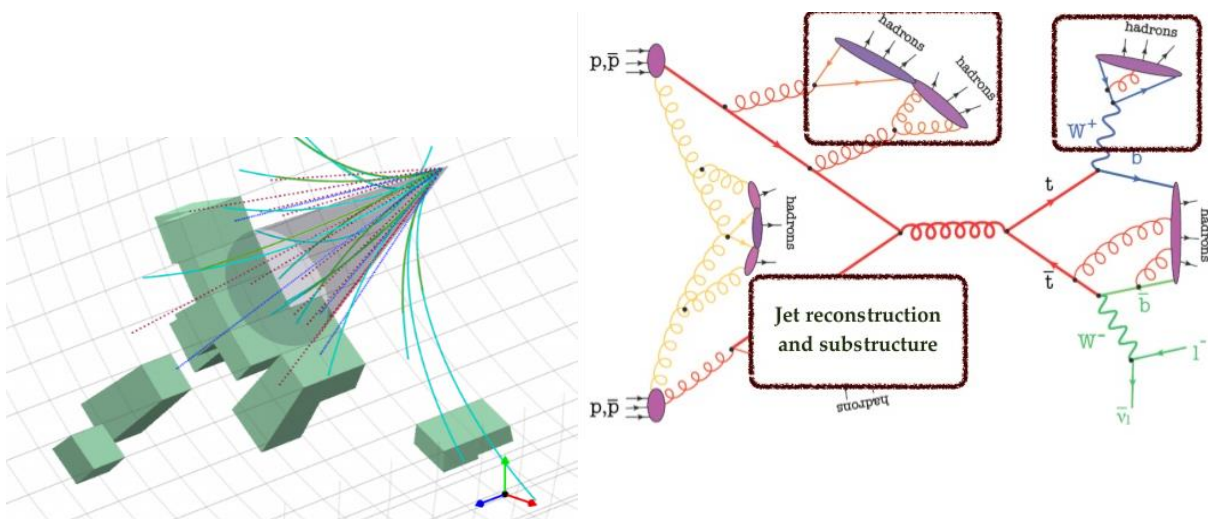 p,p̅
hadrons
hadrons
hadrons
W⁺
b
t
hadrons
hadrons
t̅
b̅
Jet reconstruction
and substructure
W⁻
l⁻
p,p̅
hadrons
ν̅ₗ